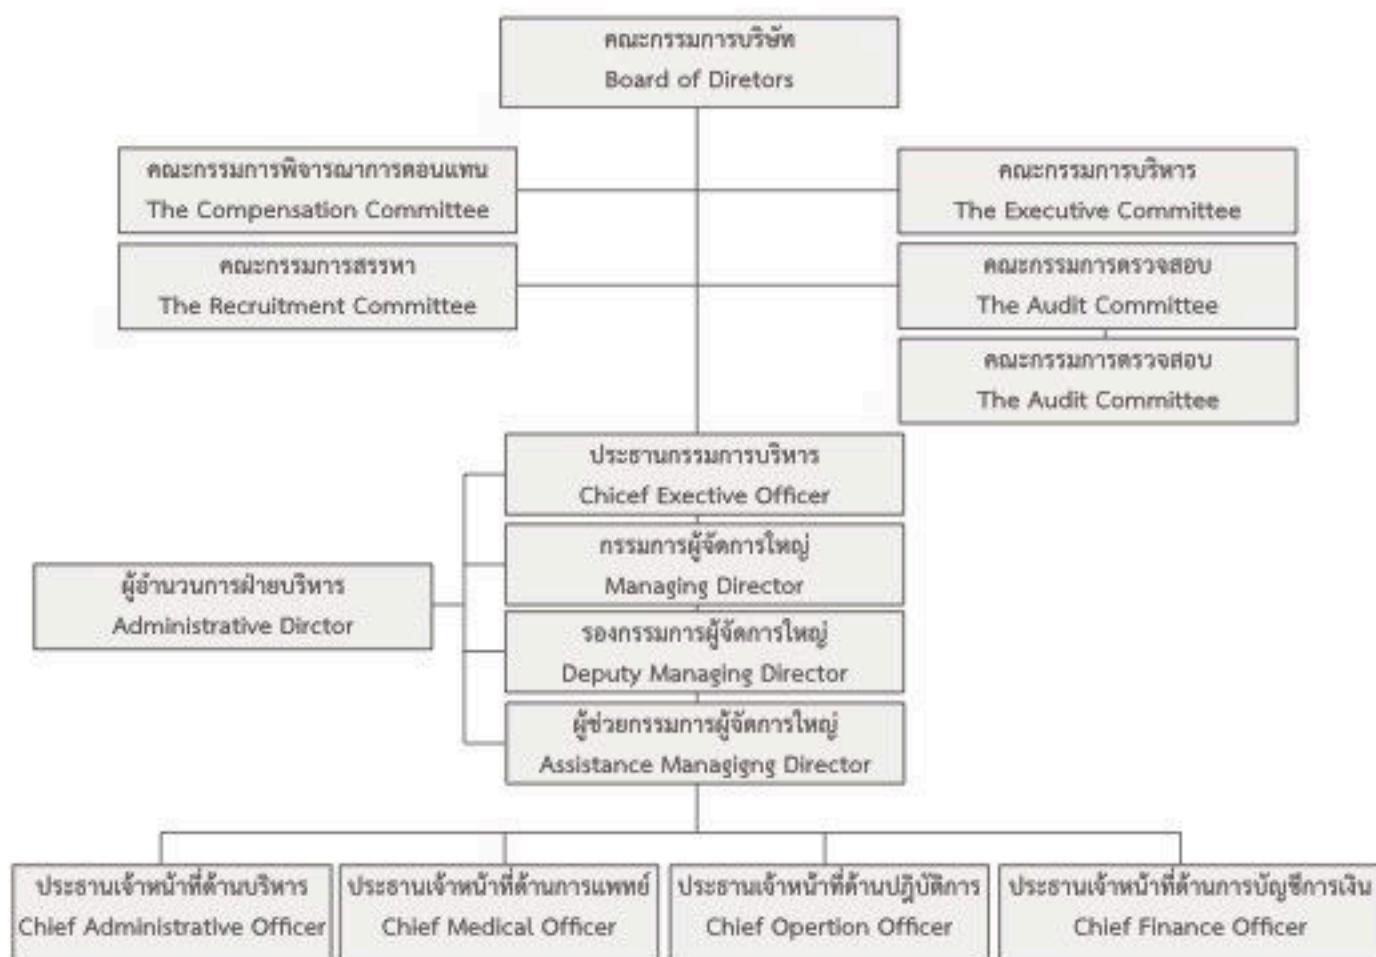 คณะกรรมการบริษัท
Board of Diretors
คณะกรรมการพิจารณาการตอบแทน
The Compensation Committee
คณะกรรมการบริหาร
The Executive Committee
คณะกรรมการสรรหา
The Recruitment Committee
คณะกรรมการตรวจสอบ
The Audit Committee
คณะกรรมการตรวจสอบ
The Audit Committee
ประธานกรรมการบริหาร
Chicef Exective Officer
กรรมการผู้จัดการใหญ่
Managing Director
ผู้อำนวนการฝ่ายบริหาร
Administrative Dirctor
รองกรรมการผู้จัดการใหญ่
Deputy Managing Director
ผู้ช่วยกรรมการผู้จัดการใหญ่
Assistance Managigng Director
ประธานเจ้าหน้าที่ด้านบริหาร
Chief Administrative Officer
ประธานเจ้าหน้าที่ด้านการแพทย์
Chief Medical Officer
ประธานเจ้าหน้าที่ด้านปฎิบัติการ
Chief Opertion Officer
ประธานเจ้าหน้าที่ด้านการบัญชีการเงิน
Chief Finance Officer